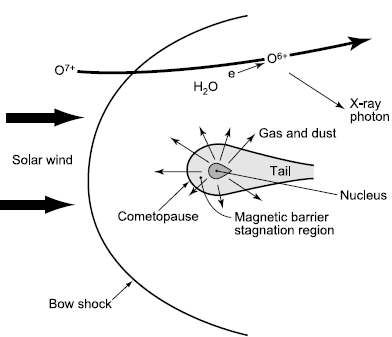 O7+
O6+
e
H2O
X-ray
photon
Gas and dust
Solar wind
Tail
Nucleus
Cometopause
Magnetic barrier
stagnation region
Bow shock